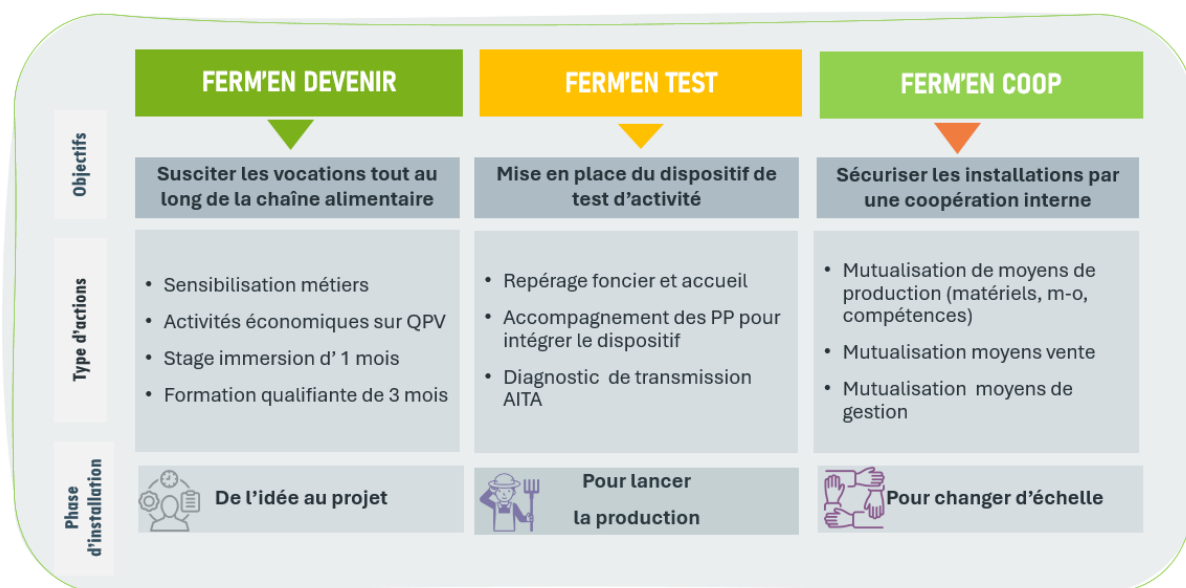 FERM'EN DEVENIR
FERM'EN TEST
FERM'EN COOP
Objectifs
Susciter les vocations tout au
long de la chaîne alimentaire
Mise en place du dispositif de
test d'activité
Sécuriser les installations par
une coopération interne
Type d'actions
• Sensibilisation métiers
• Activités économiques sur QPV
• Stage immersion d' 1 mois
• Formation qualifiante de 3 mois
• Repérage foncier et accueil
• Accompagnement des PP pour
intégrer le dispositif
• Diagnostic de transmission
AITA
• Mutualisation de moyens de
production (matériels, m-o,
compétences)
• Mutualisation moyens vente
• Mutualisation moyens de
gestion
Phase
d'installation
De l'idée au projet
Pour lancer
la production
Pour changer d'échelle